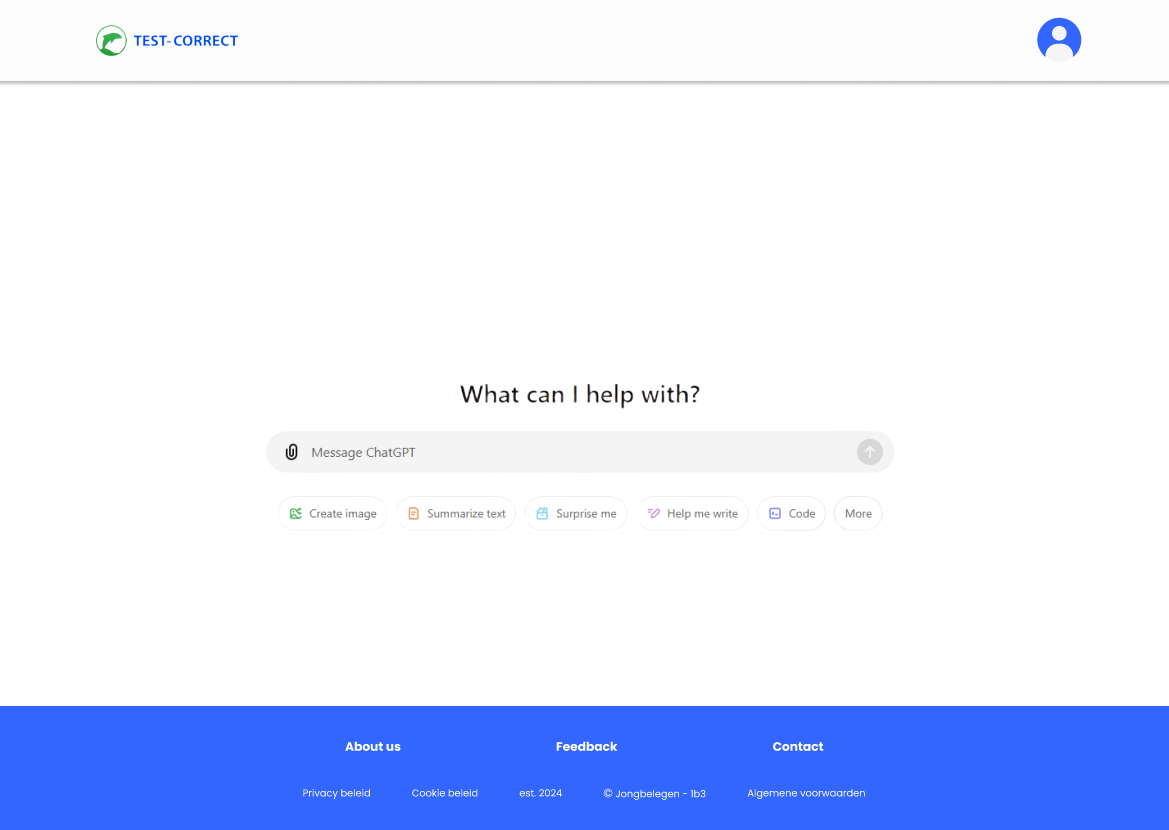 TEST-CORRECT
What can I help with?
Message ChatGPT
Create image Summarize text Surprise me Help me write Code More
About us Feedback Contact
Privacy beleid Cookie beleid est. 2024 © Jongbelegen - 1b3 Algemene voorwaarden